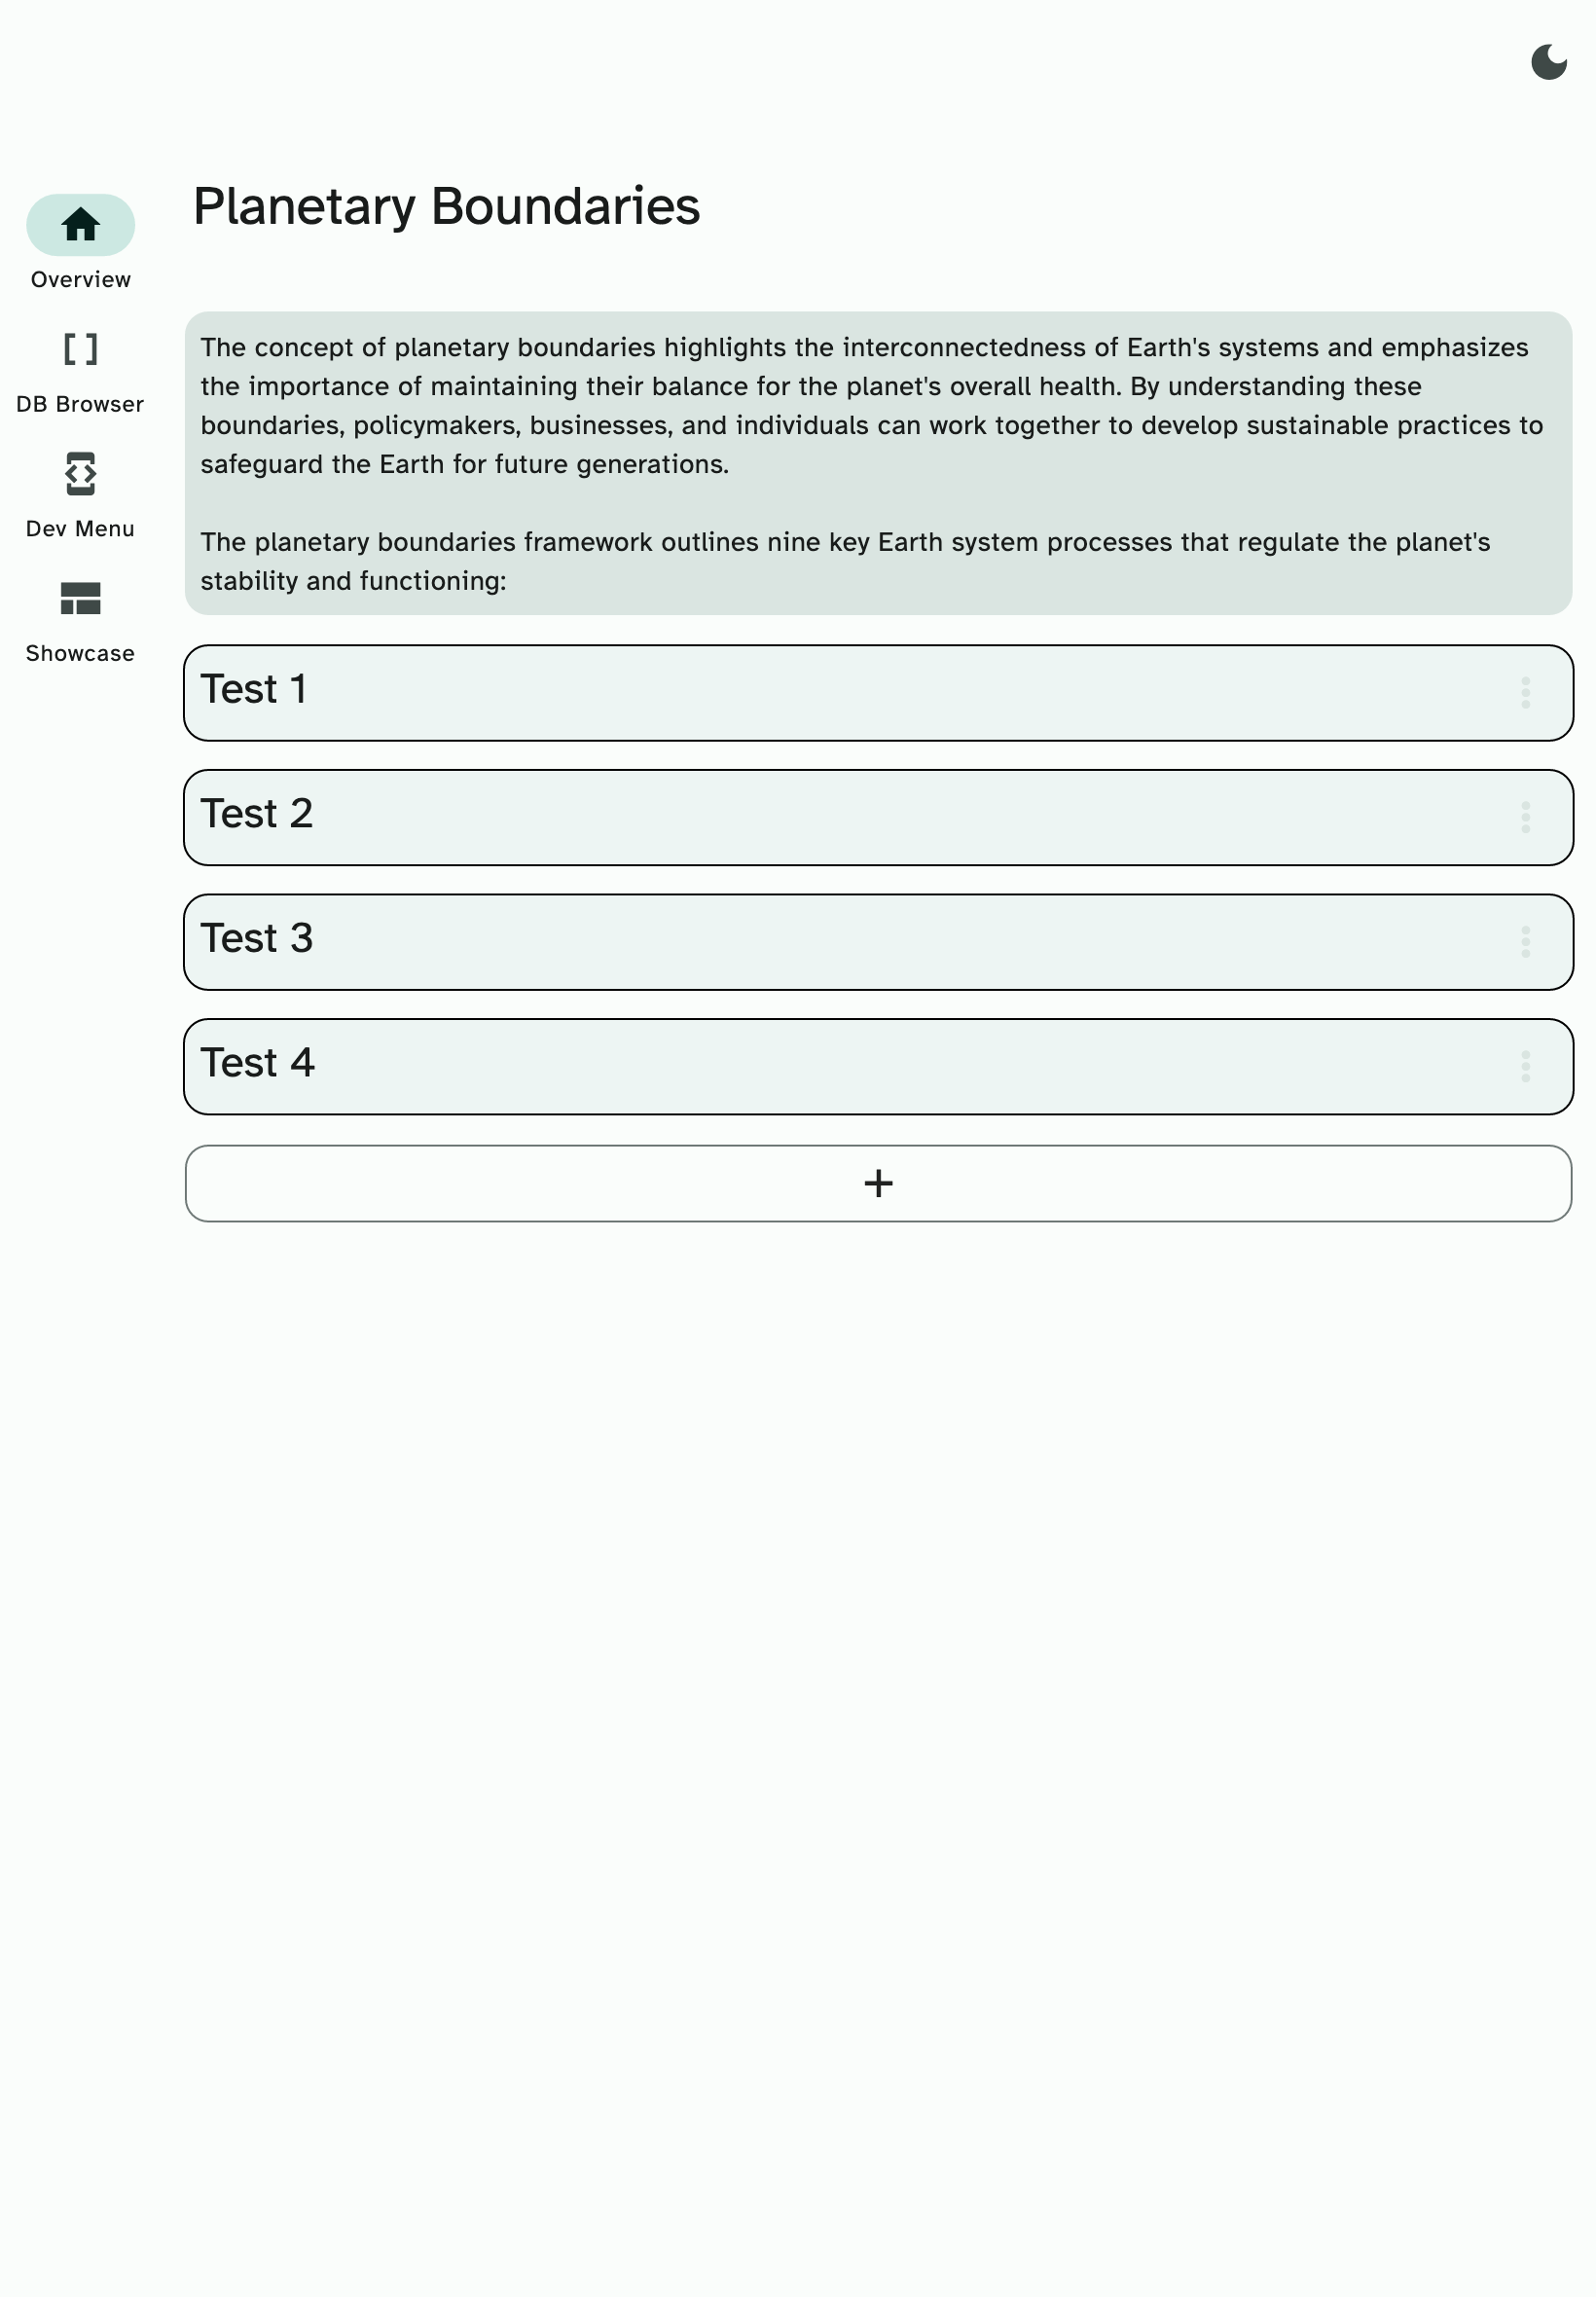 Planetary Boundaries
Overview
DB Browser
Dev Menu
Showcase
The concept of planetary boundaries highlights the interconnectedness of Earth's systems and emphasizes
the importance of maintaining their balance for the planet's overall health. By understanding these
boundaries, policymakers, businesses, and individuals can work together to develop sustainable practices to
safeguard the Earth for future generations.
The planetary boundaries framework outlines nine key Earth system processes that regulate the planet's
stability and functioning:
Test 1
Test 2
Test 3
Test 4